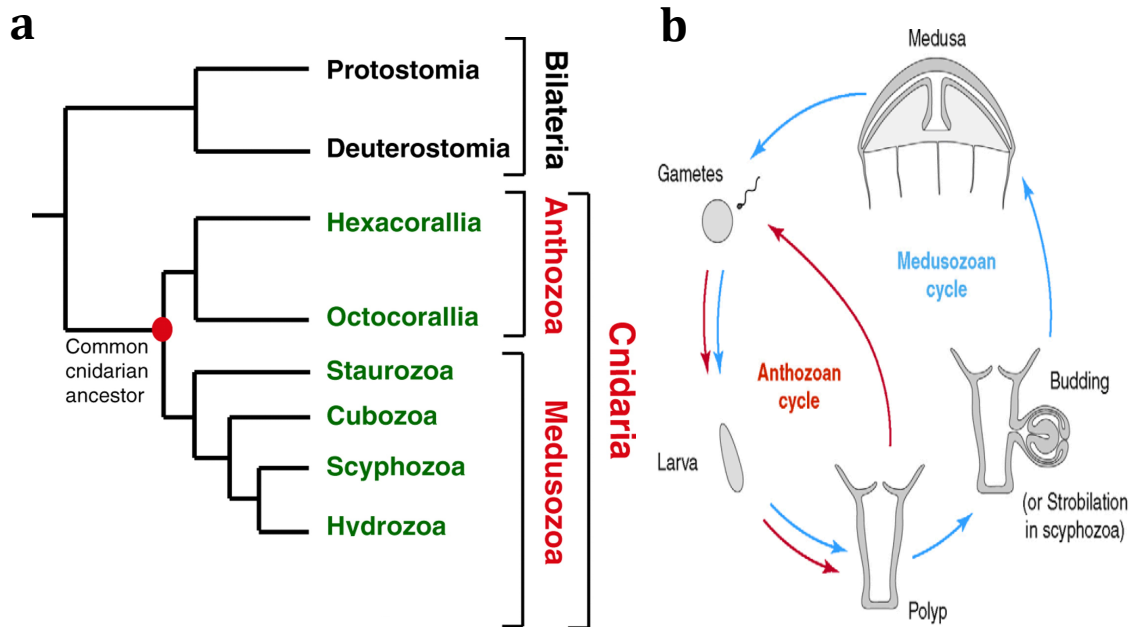 a
Protostomia
Deuterostomia
Bilateria
Hexacorallia
Octocorallia
Anthozoa
Common
cnidarian
ancestor
Staurozoa
Cubozoa
Scyphozoa
Hydrozoa
Medusozoa
Cnidaria
b
Medusa
Gametes
Medusozoan
cycle
Anthozoan
cycle
Budding
Larva
(or Strobilation
in scyphozoa)
Polyp